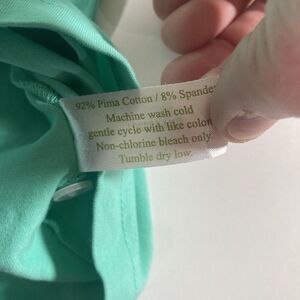 92% Pima Cotton / 8% Spandex
Machine wash cold
gentle cycle with like color
Non-chlorine bleach only.
Tumble dry low.